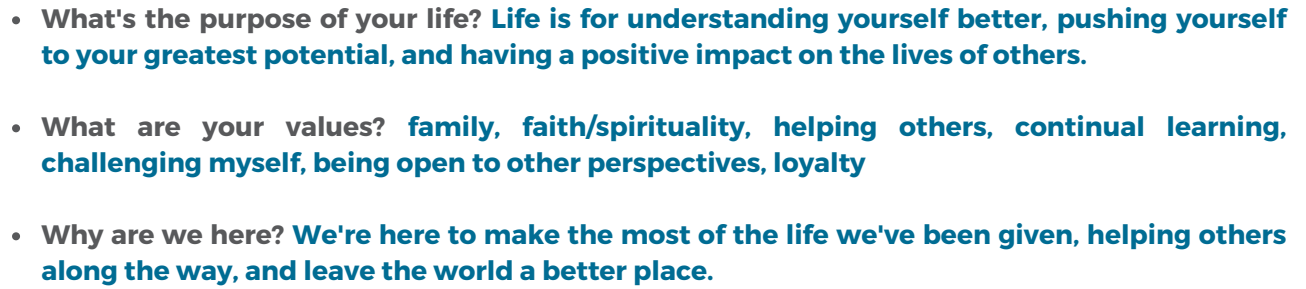 • What's the purpose of your life? Life is for understanding yourself better, pushing yourself
to your greatest potential, and having a positive impact on the lives of others.
• What are your values? family, faith/spirituality, helping others, continual learning,
challenging myself, being open to other perspectives, loyalty
• Why are we here? We're here to make the most of the life we've been given, helping others
along the way, and leave the world a better place.